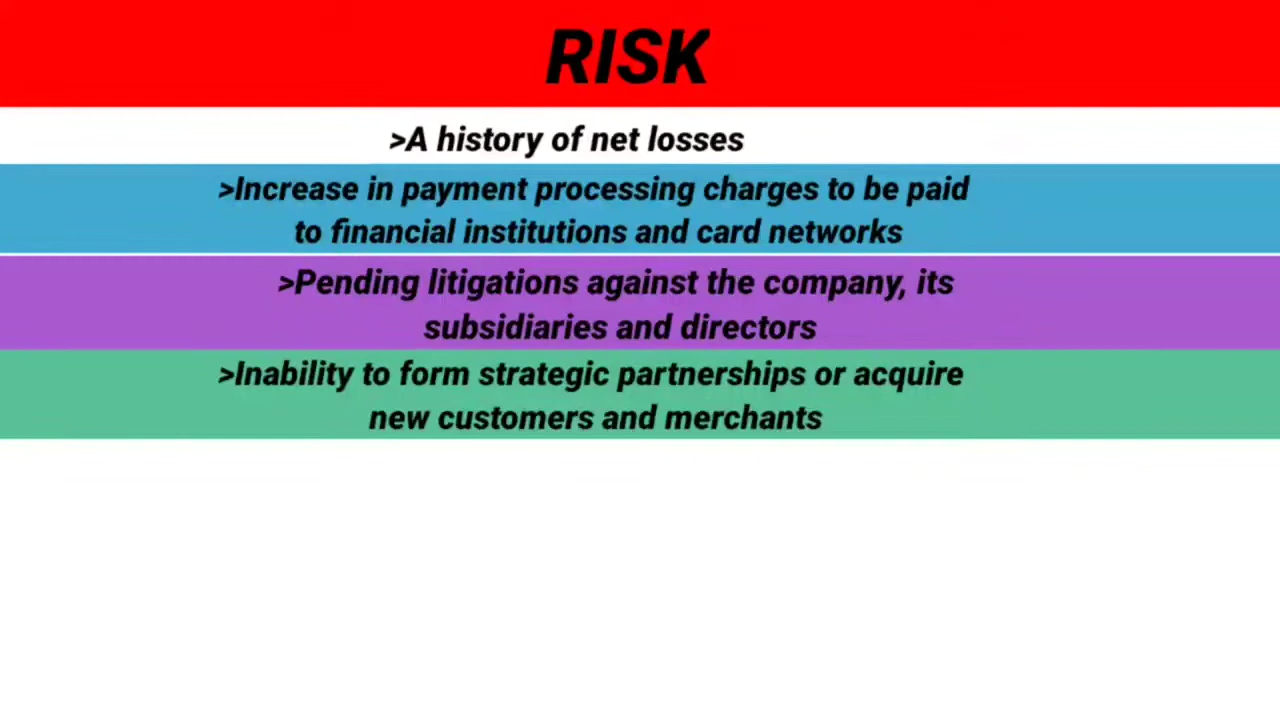 RISK
>A history of net losses
>Increase in payment processing charges to be paid
to financial institutions and card networks
>Pending litigations against the company, its
subsidiaries and directors
>Inability to form strategic partnerships or acquire
new customers and merchants